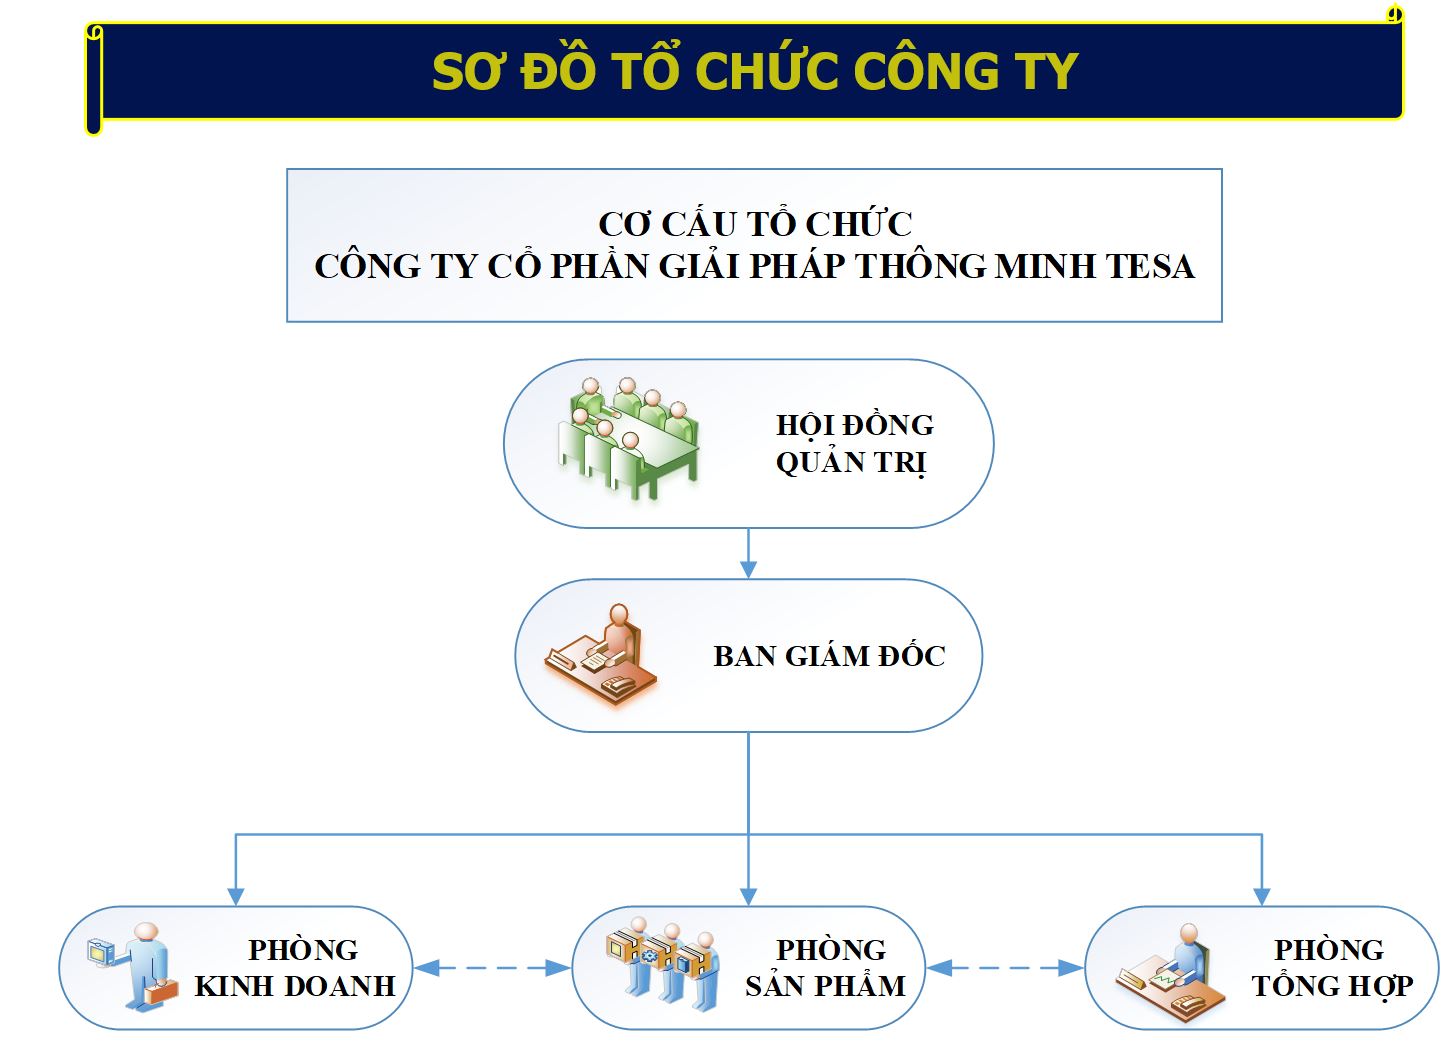 SƠ ĐỒ TỔ CHỨC CÔNG TY
CƠ CẤU TỔ CHỨC
CÔNG TY CỔ PHẦN GIẢI PHÁP THÔNG MINH TESA
HỘI ĐỒNG
QUẢN TRỊ
BAN GIÁM ĐỐC
PHÒNG
KINH DOANH
PHÒNG
SẢN PHẨM
PHÒNG
TỔNG HỢP